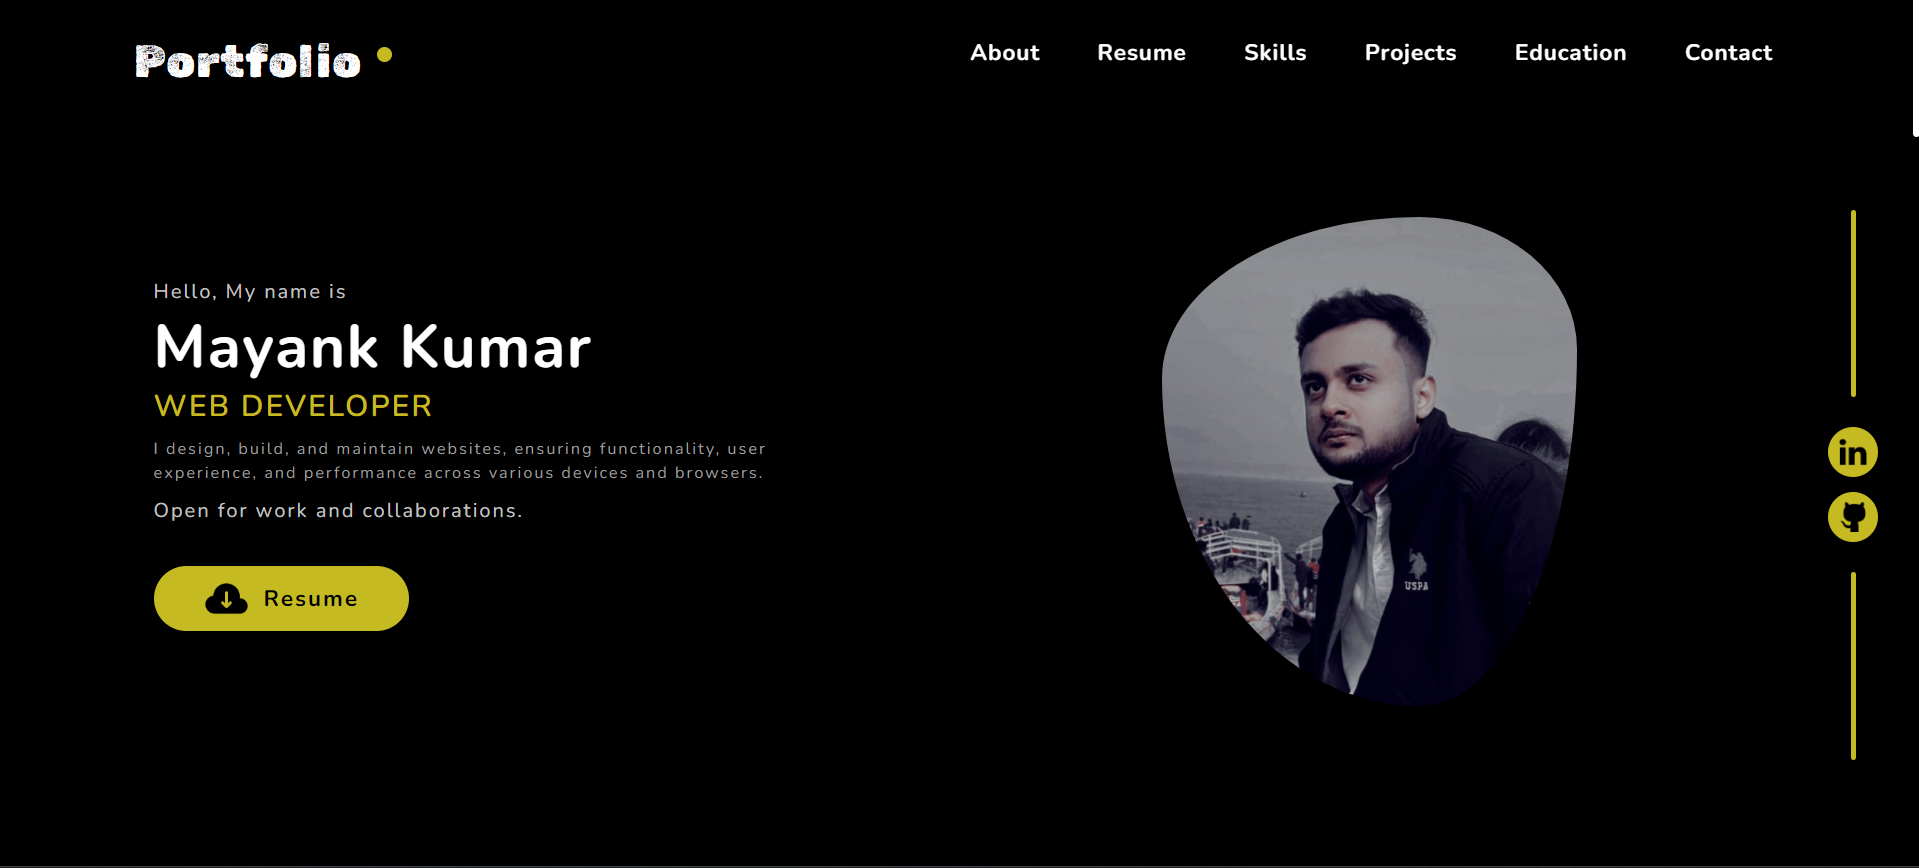 Portfolio
About
Resume
Skills
Projects
Education
Contact
Hello, My name is
Mayank Kumar
WEB DEVELOPER
I design, build, and maintain websites, ensuring functionality, user
experience, and performance across various devices and browsers.
Open for work and collaborations.
Resume
USPA
in